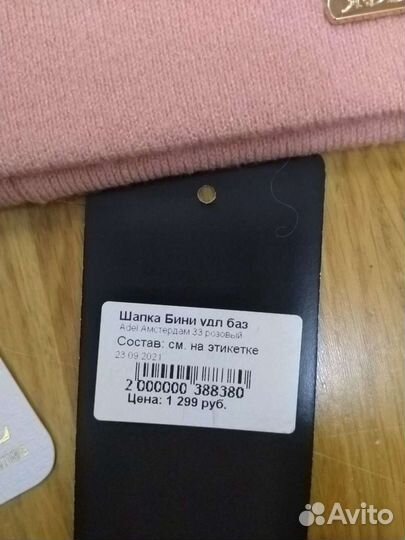 Шапка Бини удл баз
Adel Амстердам 33 розовый
Состав: см. на этикетке
23.09.2021
2 000000 388380
Цена: 1 299 руб.
Avito